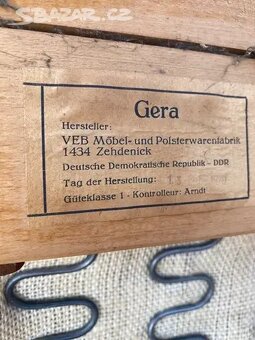 SBAZAR.CZ
Gera
Hersteller:
VEB Möbel- und Polsterwarenfabrik
1434 Zehdenick
Deutsche Demokratische Republik – DDR
Tag der Herstellung:
Güteklasse 1 - Kontrolleur: Arndt